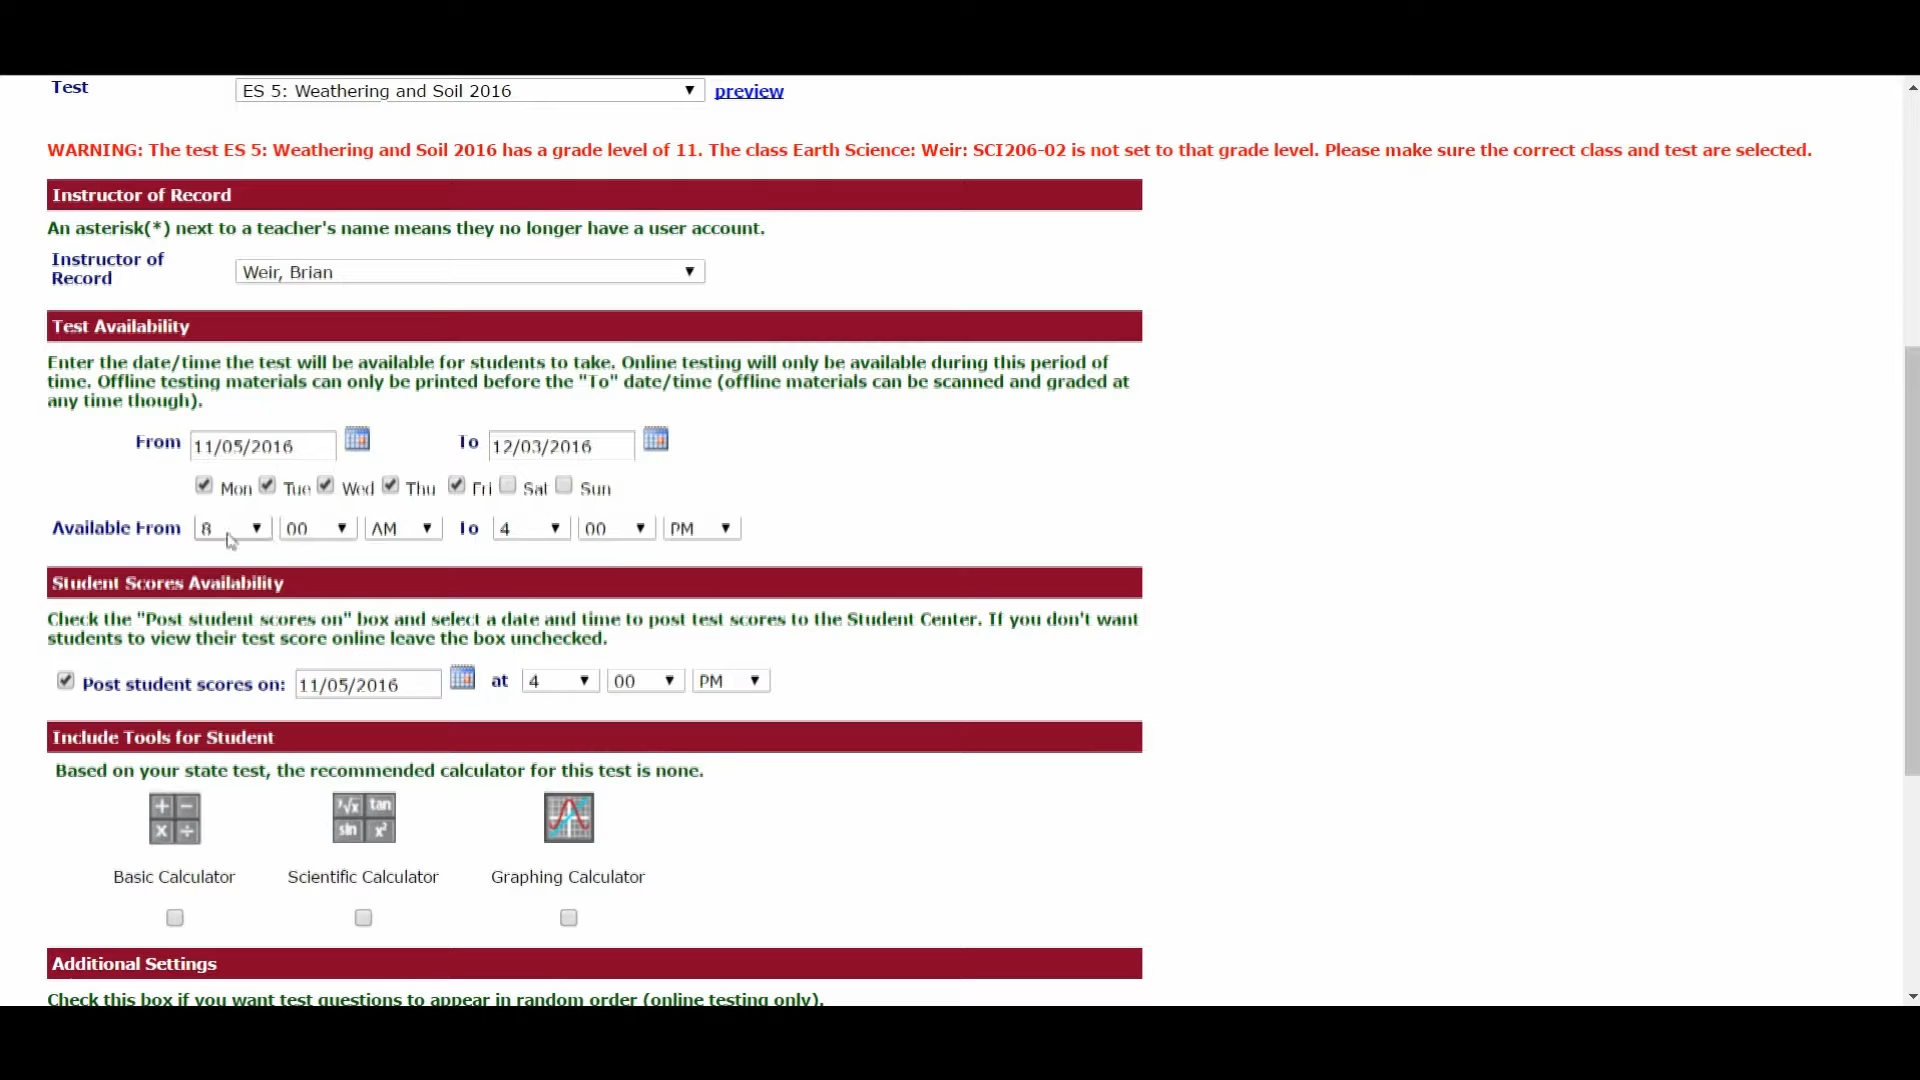 Test ES 5: Weathering and Soil 2016 preview
WARNING: The test ES 5: Weathering and Soil 2016 has a grade level of 11. The class Earth Science: Weir: SCI206-02 is not set to that grade level. Please make sure the correct class and test are selected.
Instructor of Record
An asterisk(*) next to a teacher's name means they no longer have a user account.
Instructor of
Record
Weir, Brian
Test Availability
Enter the date/time the test will be available for students to take. Online testing will only be available during this period of
time. Offline testing materials can only be printed before the "To" date/time (offline materials can be scanned and graded at
any time though).
From 11/05/2016 To 12/03/2016
Mon Tue Wed Thu Fri Sat Sun
Available From 8 00 AM To 4 00 PM
Student Scores Availability
Check the "Post student scores on" box and select a date and time to post test scores to the Student Center. If you don't want
students to view their test score online leave the box unchecked.
Post student scores on: 11/05/2016 at 4 00 PM
Include Tools for Student
Based on your state test, the recommended calculator for this test is none.
+ − x ÷
√x tan sin x²
Basic Calculator Scientific Calculator Graphing Calculator
Additional Settings
Check this box if you want test questions to appear in random order (online testing only).